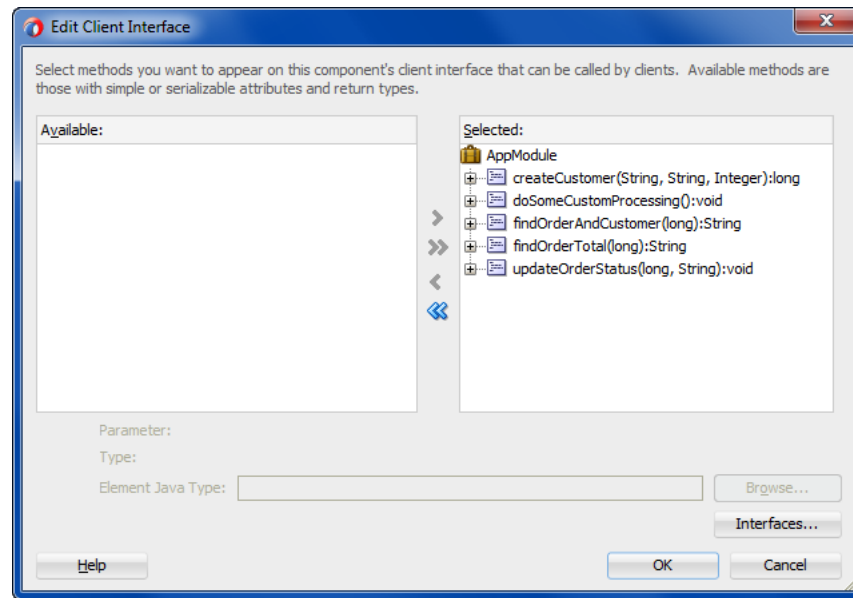 Edit Client Interface
Select methods you want to appear on this component's client interface that can be called by clients.  Available methods are
those with simple or serializable attributes and return types.
Available:
Selected:
AppModule
createCustomer(String, String, Integer):long
doSomeCustomProcessing():void
findOrderAndCustomer(long):String
findOrderTotal(long):String
updateOrderStatus(long, String):void
Parameter:
Type:
Element Java Type:
Browse...
Interfaces...
Help
OK
Cancel